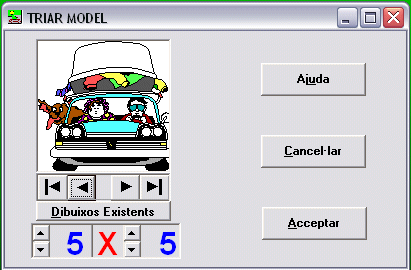 TRIAR MODEL
Ajuda
Cancel·lar
Dibuixos Existents
Acceptar
5 X 5